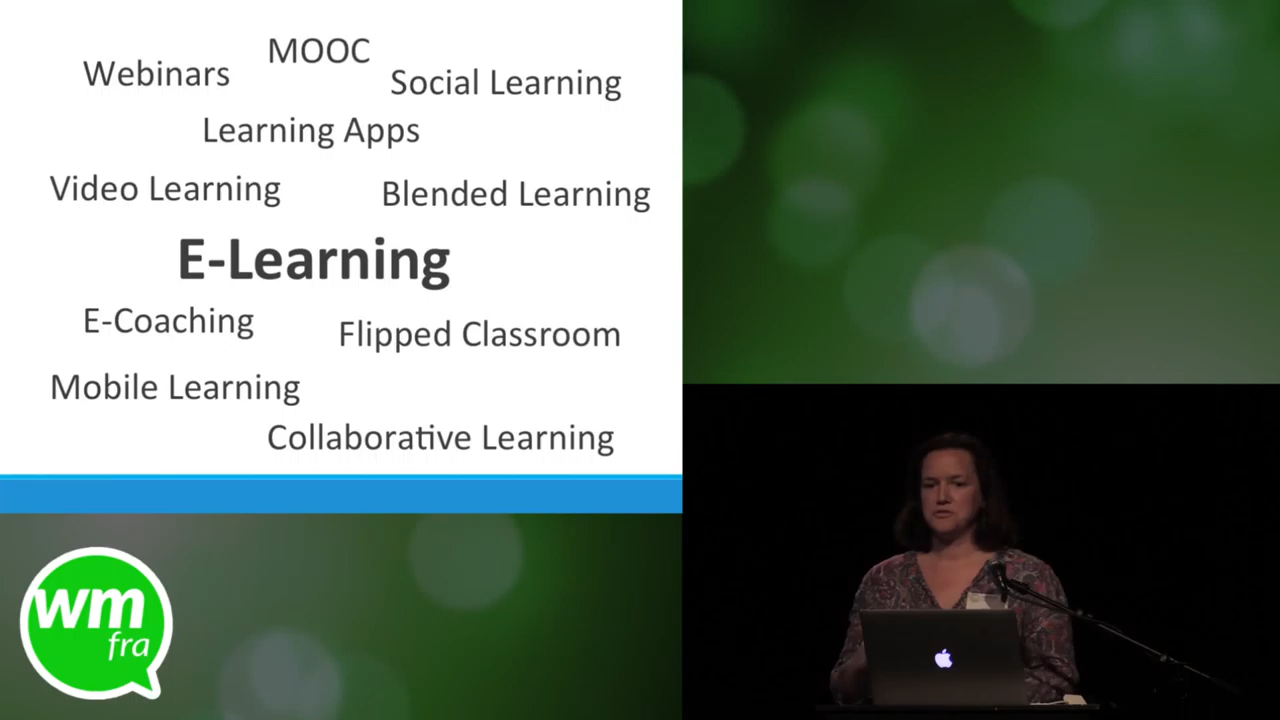 MOOC
Webinars
Social Learning
Learning Apps
Video Learning
Blended Learning
E-Learning
E-Coaching
Flipped Classroom
Mobile Learning
Collaborative Learning
wm
fra